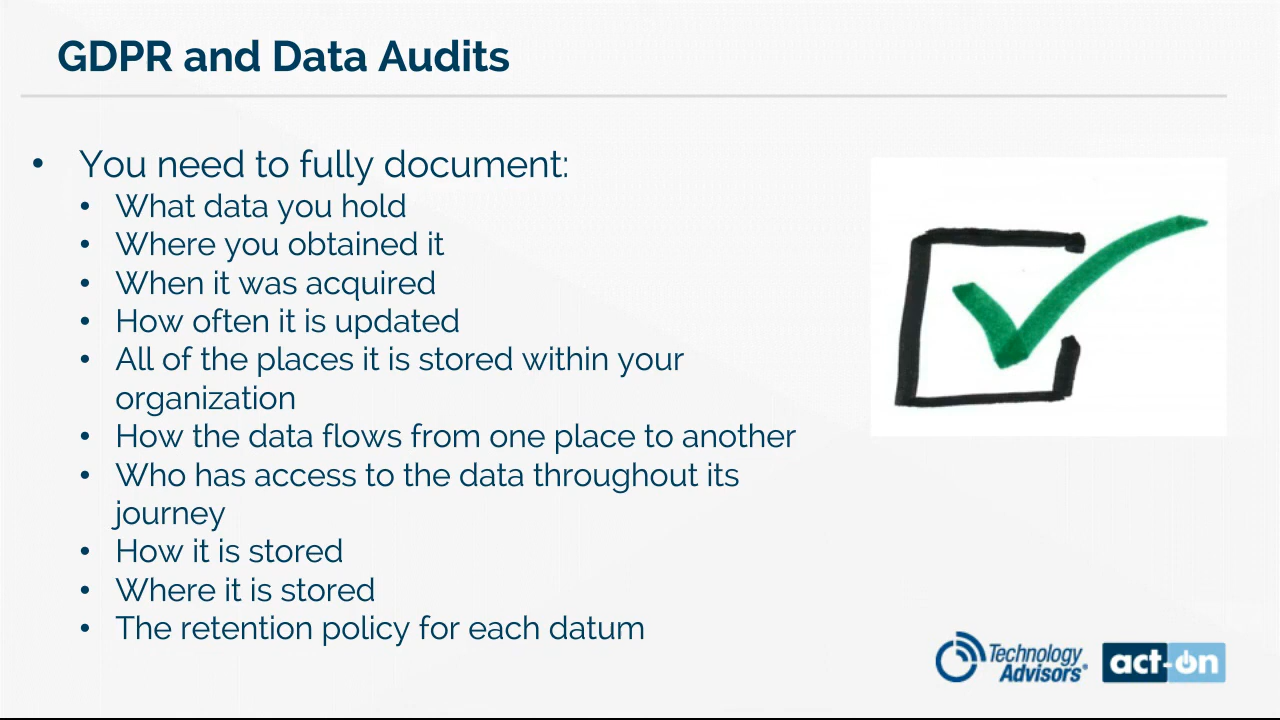 GDPR and Data Audits
• You need to fully document:
• What data you hold
• Where you obtained it
• When it was acquired
• How often it is updated
• All of the places it is stored within your
organization
• How the data flows from one place to another
• Who has access to the data throughout its
journey
• How it is stored
• Where it is stored
• The retention policy for each datum
Technology
Advisors®
act-on